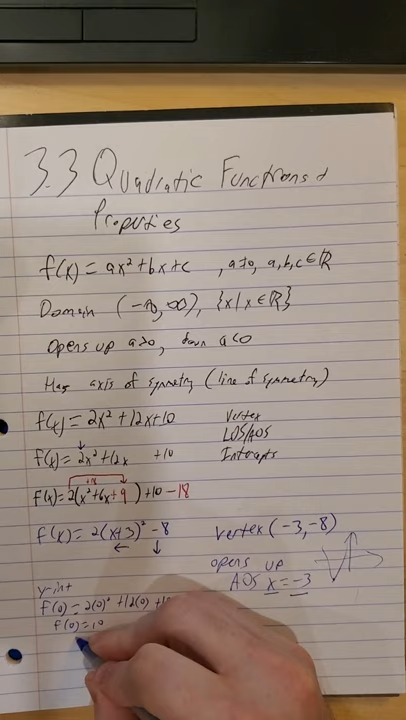 3.3 Quadratic Functions +
Properties
f(x) = ax² + bx + c , a≠0, a,b,c ∈ ℝ
Domain (-∞, ∞), {x | x ∈ ℝ}
Opens up a>0, down a<0
Has axis of symmetry (line of symmetry)
f(x) = 2x² + 12x + 10 Vertex
LOS/AOS
f(x) = 2x² + 12x +10 Intercepts
+18
f(x) = 2(x² + 6x + 9) + 10 - 18
f(x) = 2(x+3)² - 8 vertex (-3, -8)
opens up
AOS x = -3
y-int
f(0) = 2(0)² + 12(0) +
f(0) = 10